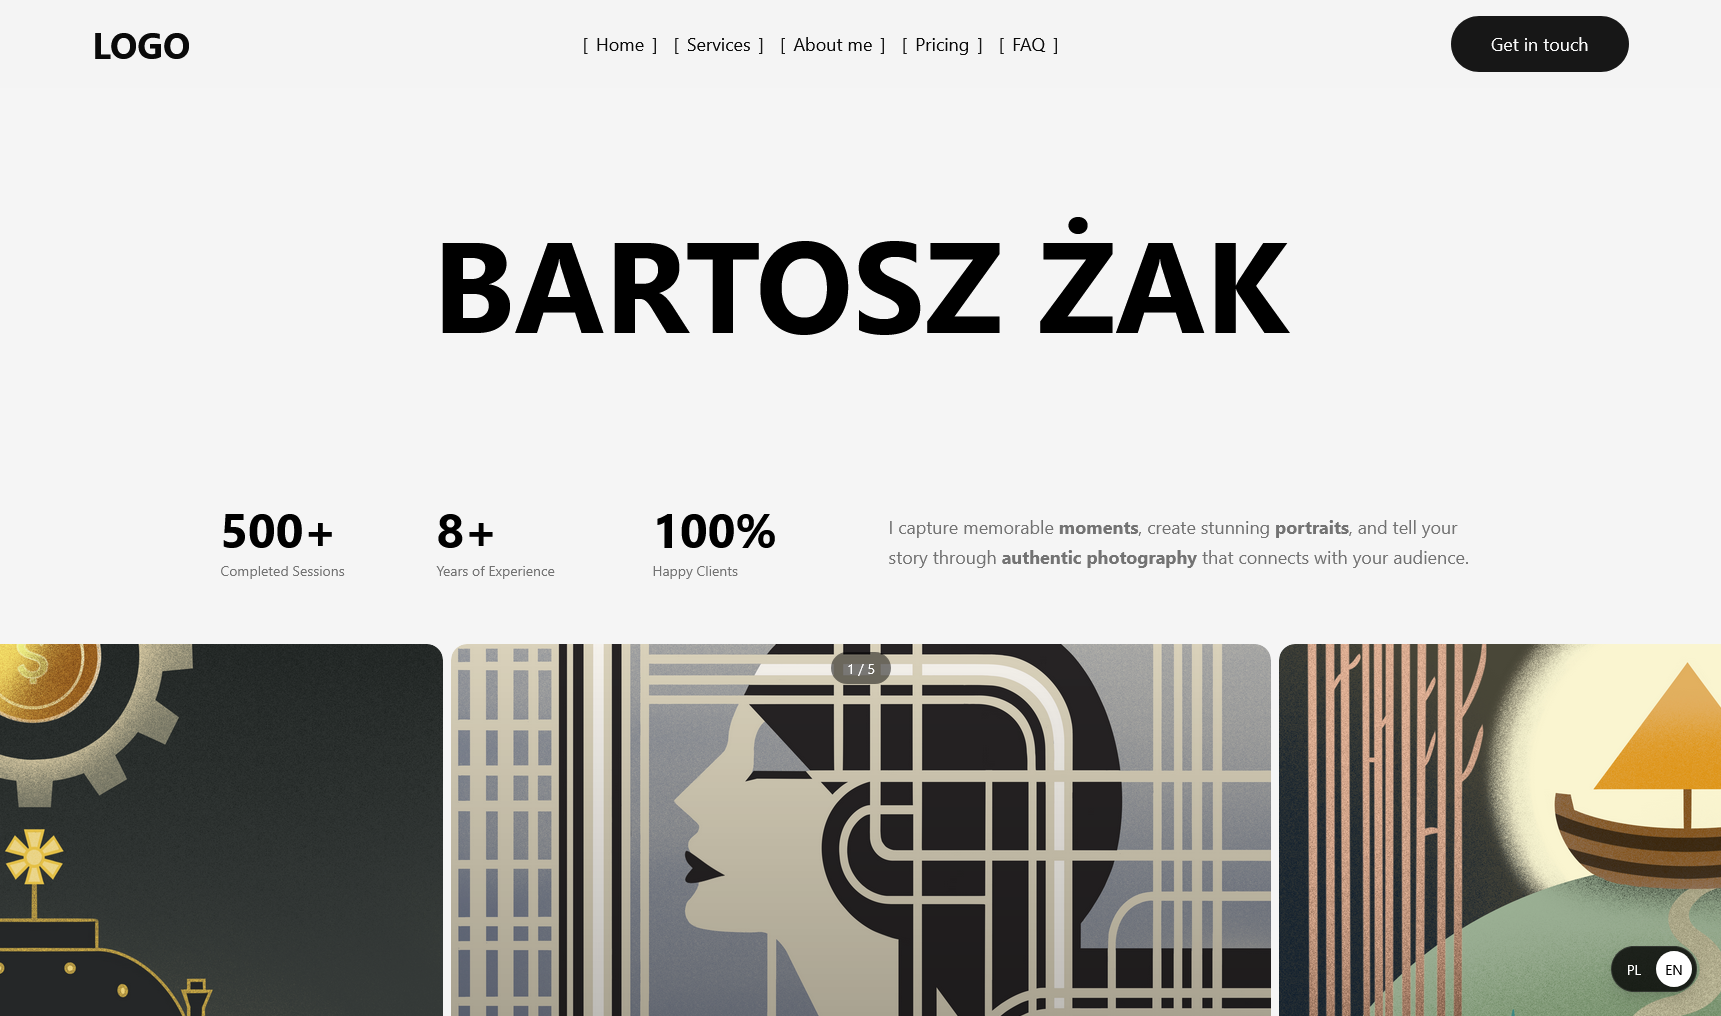 LOGO
[ Home ] [ Services ] [ About me ] [ Pricing ] [ FAQ ]
Get in touch
BARTOSZ ŻAK
500+
Completed Sessions
8+
Years of Experience
100%
Happy Clients
I capture memorable moments, create stunning portraits, and tell your
story through authentic photography that connects with your audience.
$
1 / 5
PL EN